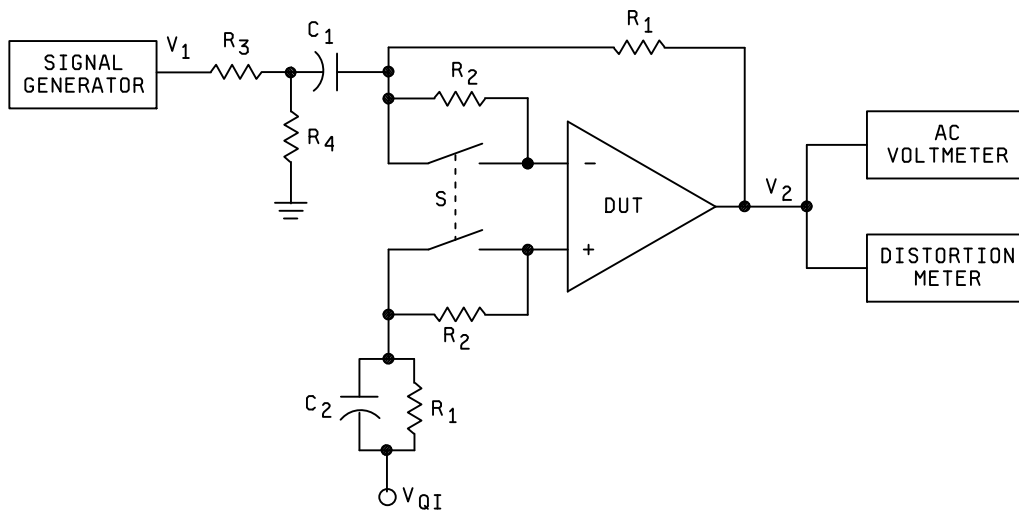 SIGNAL
GENERATOR
V1
R3
C1
R4
R1
R2
S
−
DUT
+
V2
AC
VOLTMETER
DISTORTION
METER
R2
C2
R1
VQI